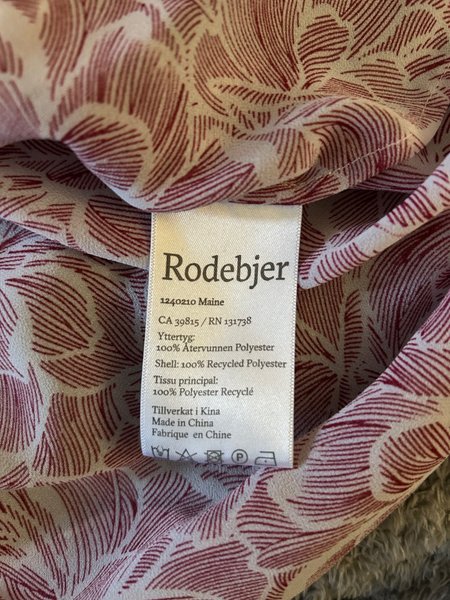 Rodebjer
1240210 Maine
CA 39815 / RN 131738
Yttertyg:
100% Återvunnen Polyester
Shell: 100% Recycled Polyester
Tissu principal:
100% Polyester Recyclé
Tillverkat i Kina
Made in China
Fabrique en Chine
P